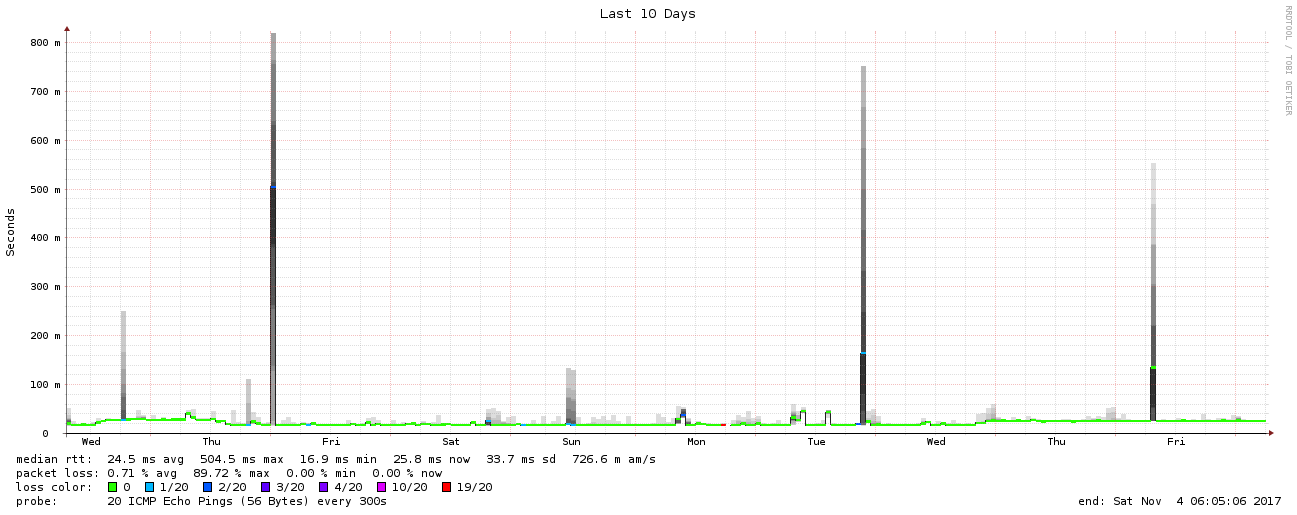 Last 10 Days
RRDTOOL / TOBI OETIKER
Seconds
800 m
700 m
600 m
500 m
400 m
300 m
200 m
100 m
0
Wed Thu Fri Sat Sun Mon Tue Wed Thu Fri
median rtt: 24.5 ms avg 504.5 ms max 16.9 ms min 25.8 ms now 33.7 ms sd 726.6 m am/s
packet loss: 0.71 % avg 89.72 % max 0.00 % min 0.00 % now
loss color: 0 1/20 2/20 3/20 4/20 10/20 19/20
probe: 20 ICMP Echo Pings (56 Bytes) every 300s end: Sat Nov 4 06:05:06 2017